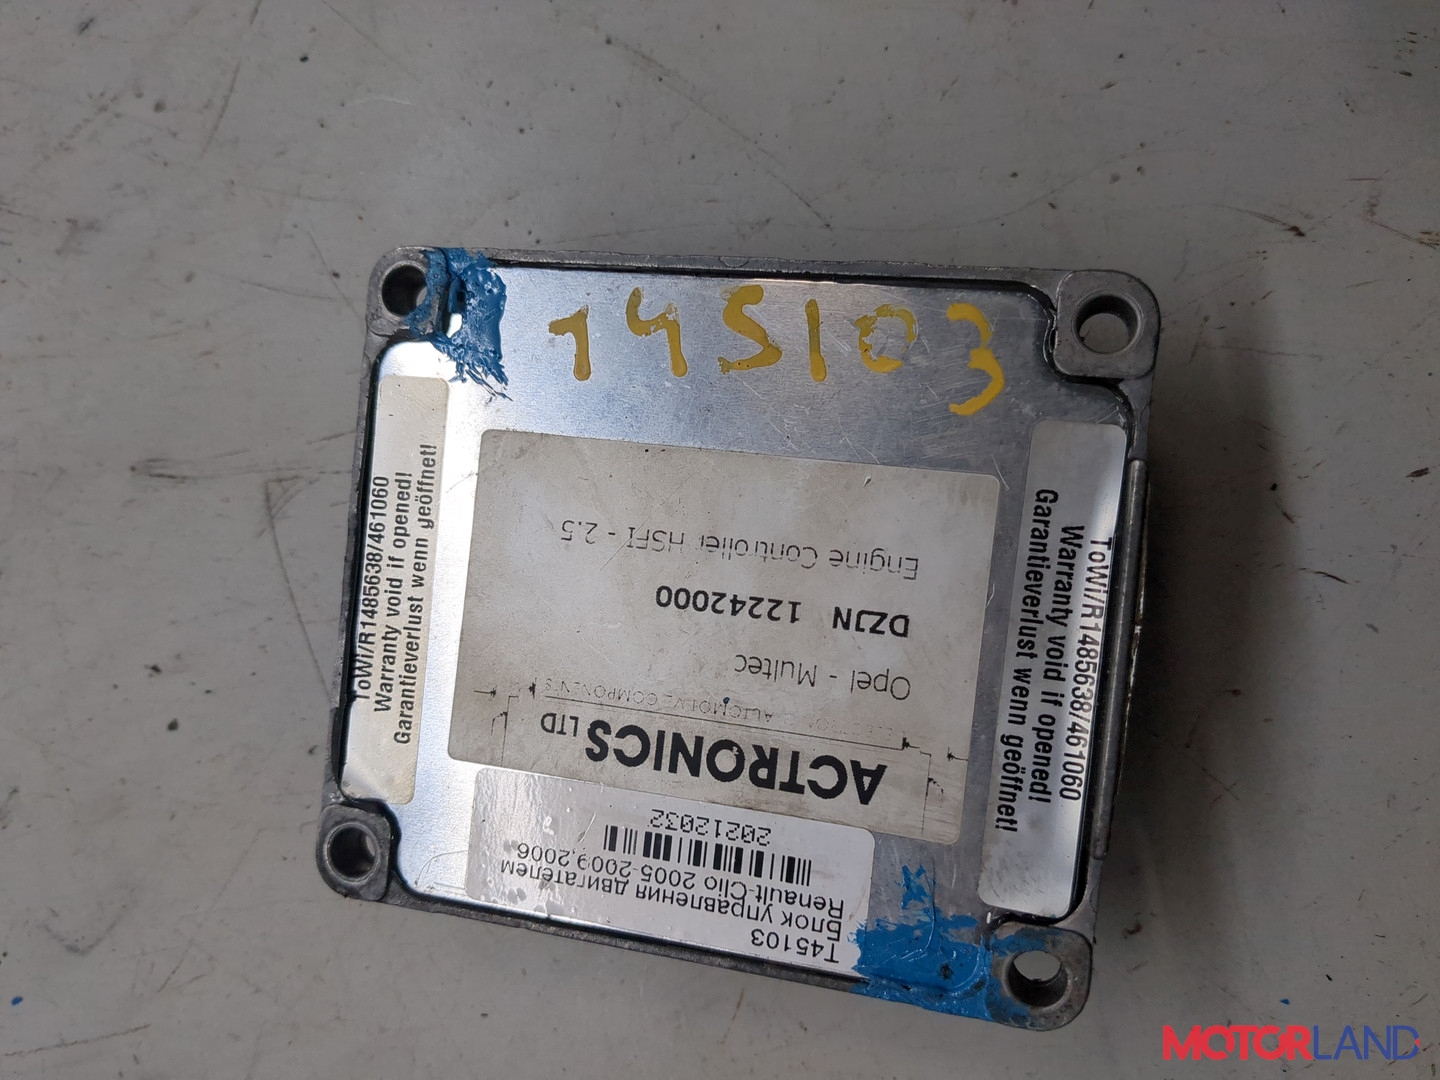 T45103
ToWi/R1485638/461060
Warranty void if opened!
Garantieverlust wenn geöffnet!
ToWi/R1485638/461060
Warranty void if opened!
Garantieverlust wenn geöffnet!
ACTRONICS LTD
AUTOMOTIVE COMPONENTS
Opel - Multec
DZJN 12242000
Engine Controller HSFI - 2.5
T45103
Блок управления двигателем
Renault-Clio 2005-2009,2006
20212032
MOTORLAND